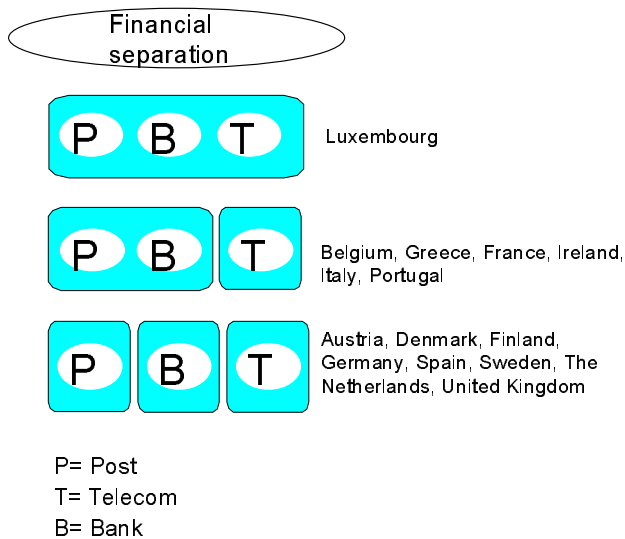 Financial
separation
P B T
Luxembourg
P B T
Belgium, Greece, France, Ireland,
Italy, Portugal
P B T
Austria, Denmark, Finland,
Germany, Spain, Sweden, The
Netherlands, United Kingdom
P= Post
T= Telecom
B= Bank